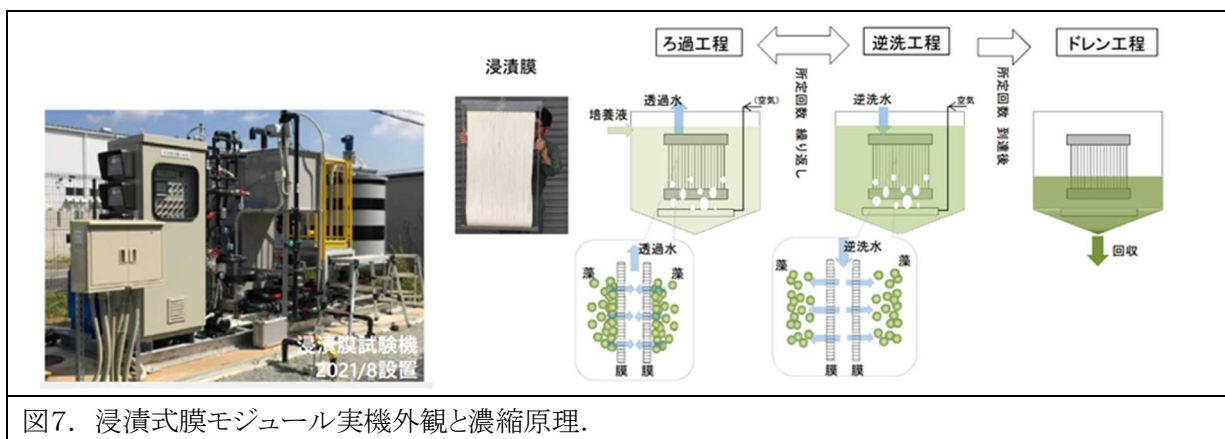 ろ過工程
逆洗工程
ドレン工程
浸漬膜
所定回数 繰り返し
所定回数 到達後
培養液
透過水
(空気)
逆洗水
空気
透過水
藻
藻
膜
膜
逆洗水
藻
藻
膜
膜
回収
浸漬膜試験機
2021/8設置
図7. 浸漬式膜モジュール実機外観と濃縮原理.